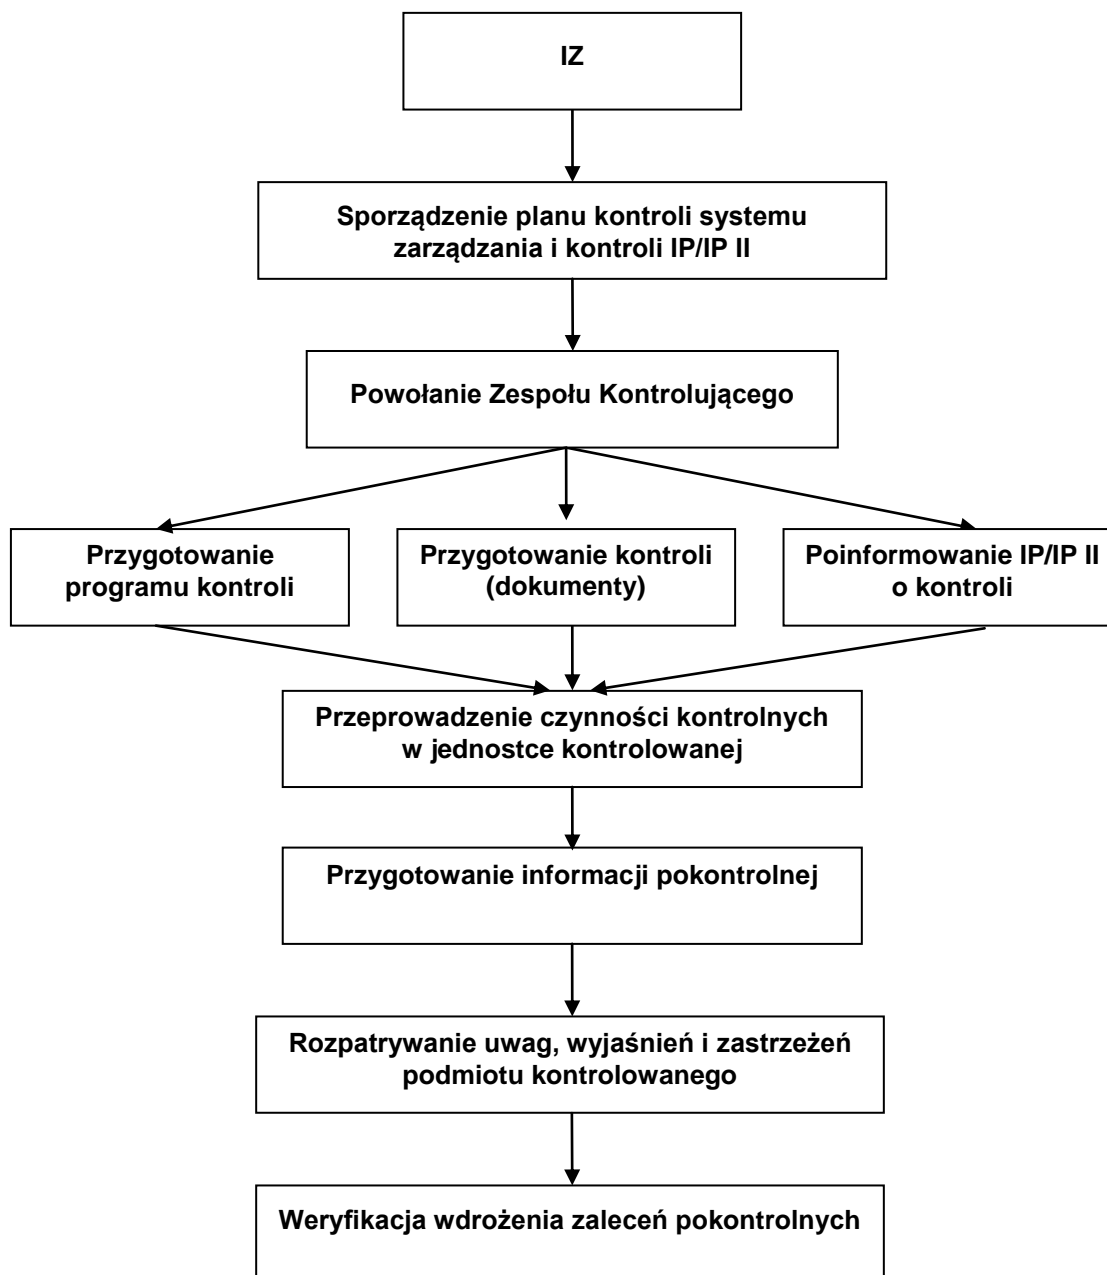 IZ
Sporządzenie planu kontroli systemu
zarządzania i kontroli IP/IP II
Powołanie Zespołu Kontrolującego
Przygotowanie
programu kontroli
Przygotowanie kontroli
(dokumenty)
Poinformowanie IP/IP II
o kontroli
Przeprowadzenie czynności kontrolnych
w jednostce kontrolowanej
Przygotowanie informacji pokontrolnej
Rozpatrywanie uwag, wyjaśnień i zastrzeżeń
podmiotu kontrolowanego
Weryfikacja wdrożenia zaleceń pokontrolnych